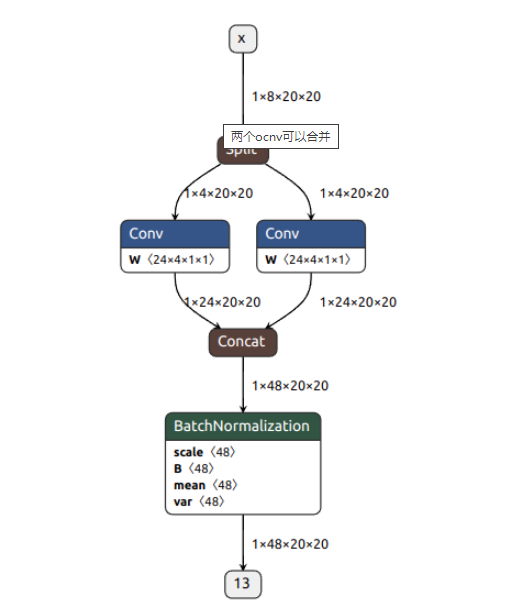 x
1×8×20×20
两个ocnv可以合并
Split
1×4×20×20
1×4×20×20
Conv
W〈24×4×1×1〉
Conv
W〈24×4×1×1〉
1×24×20×20
1×24×20×20
Concat
1×48×20×20
BatchNormalization
scale〈48〉
B〈48〉
mean〈48〉
var〈48〉
1×48×20×20
13